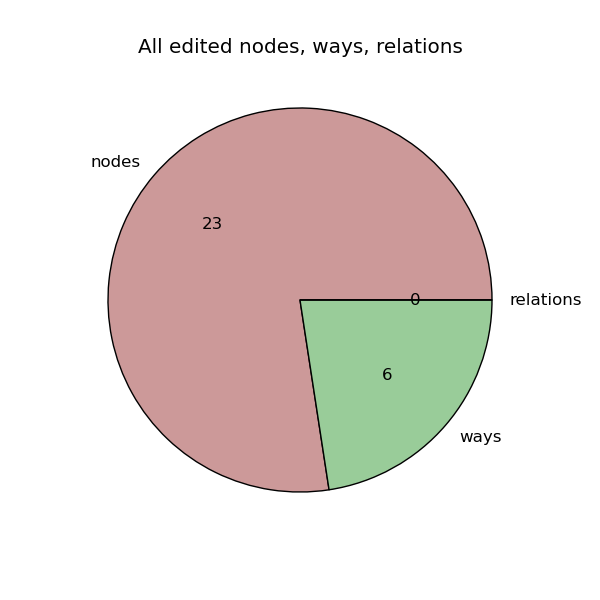 All edited nodes, ways, relations
nodes
23
0
relations
6
ways